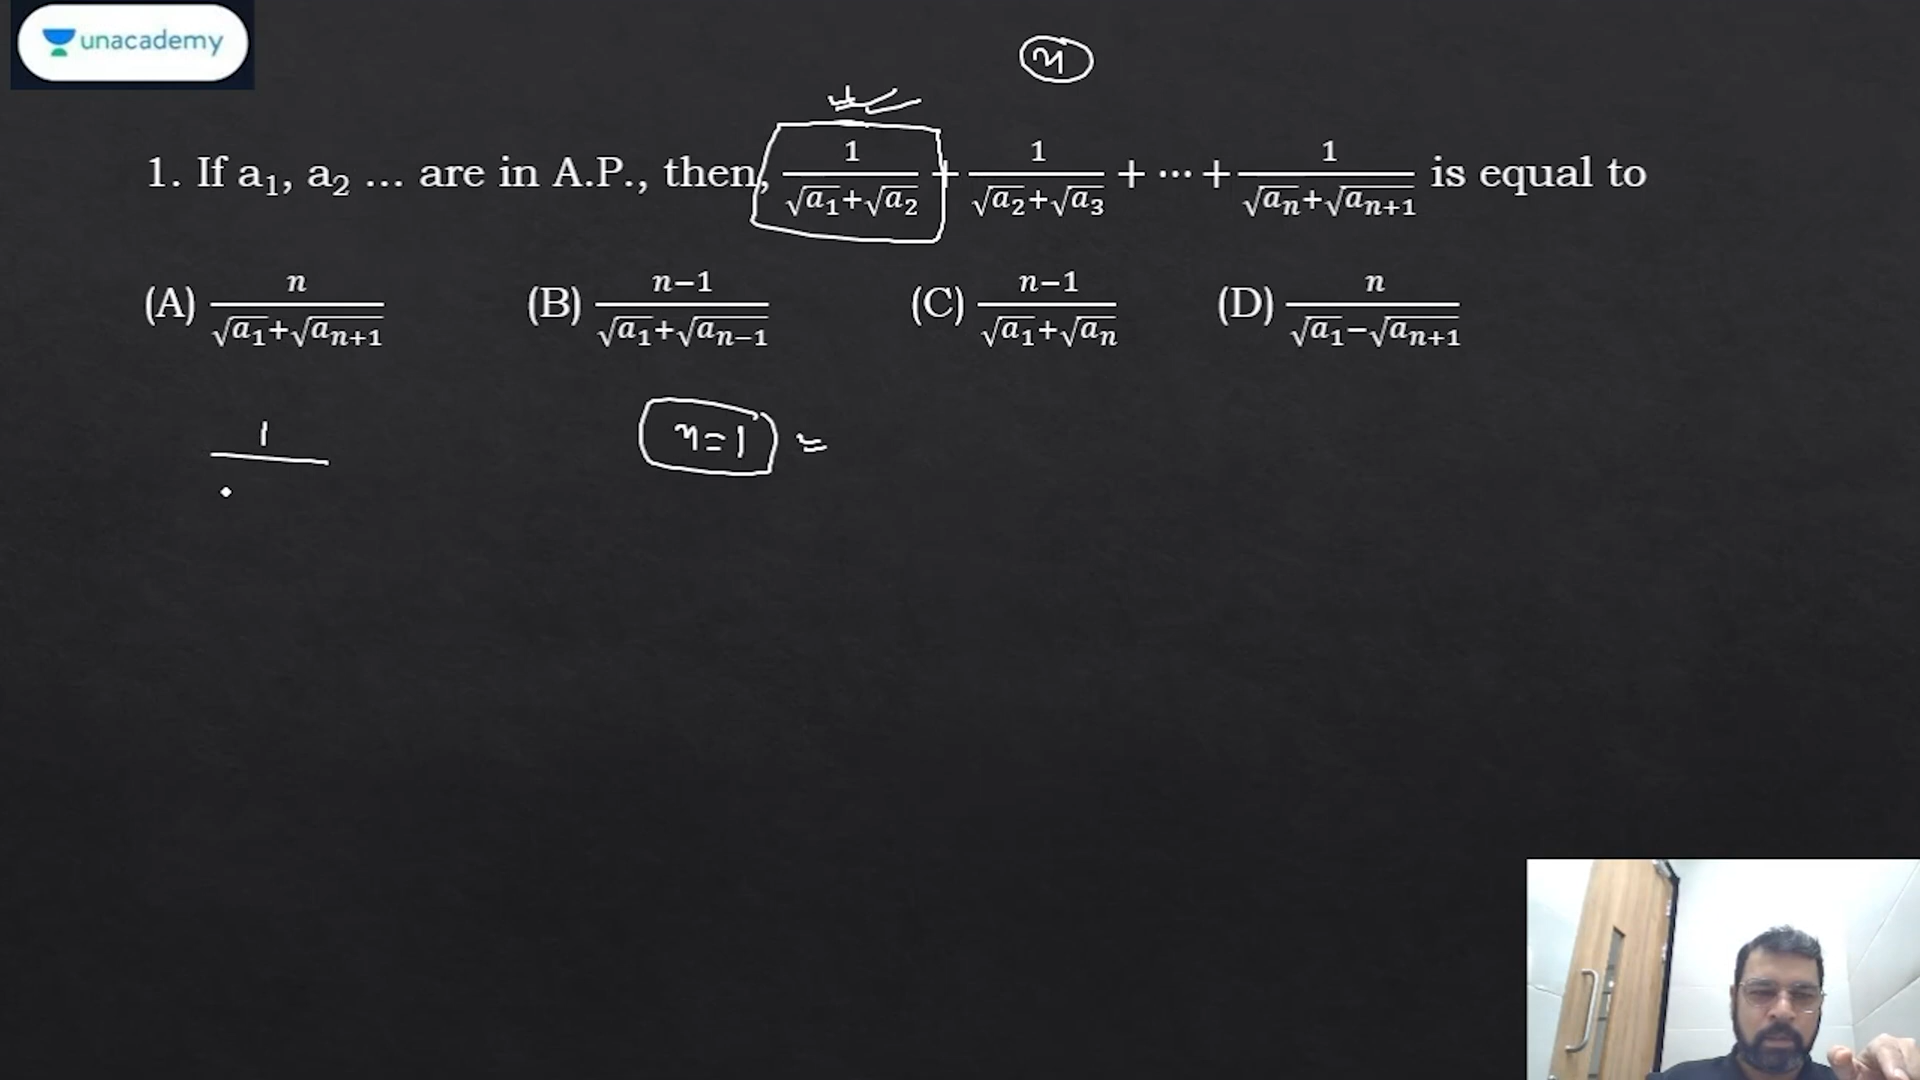 unacademy
n
1. If a₁, a₂ ... are in A.P., then, 1/(√a₁+√a₂) + 1/(√a₂+√a₃) + ⋯ + 1/(√aₙ+√aₙ₊₁) is equal to
(A) n/(√a₁+√aₙ₊₁) (B) n−1/(√a₁+√aₙ₋₁) (C) n−1/(√a₁+√aₙ) (D) n/(√a₁−√aₙ₊₁)
1 n=1 =